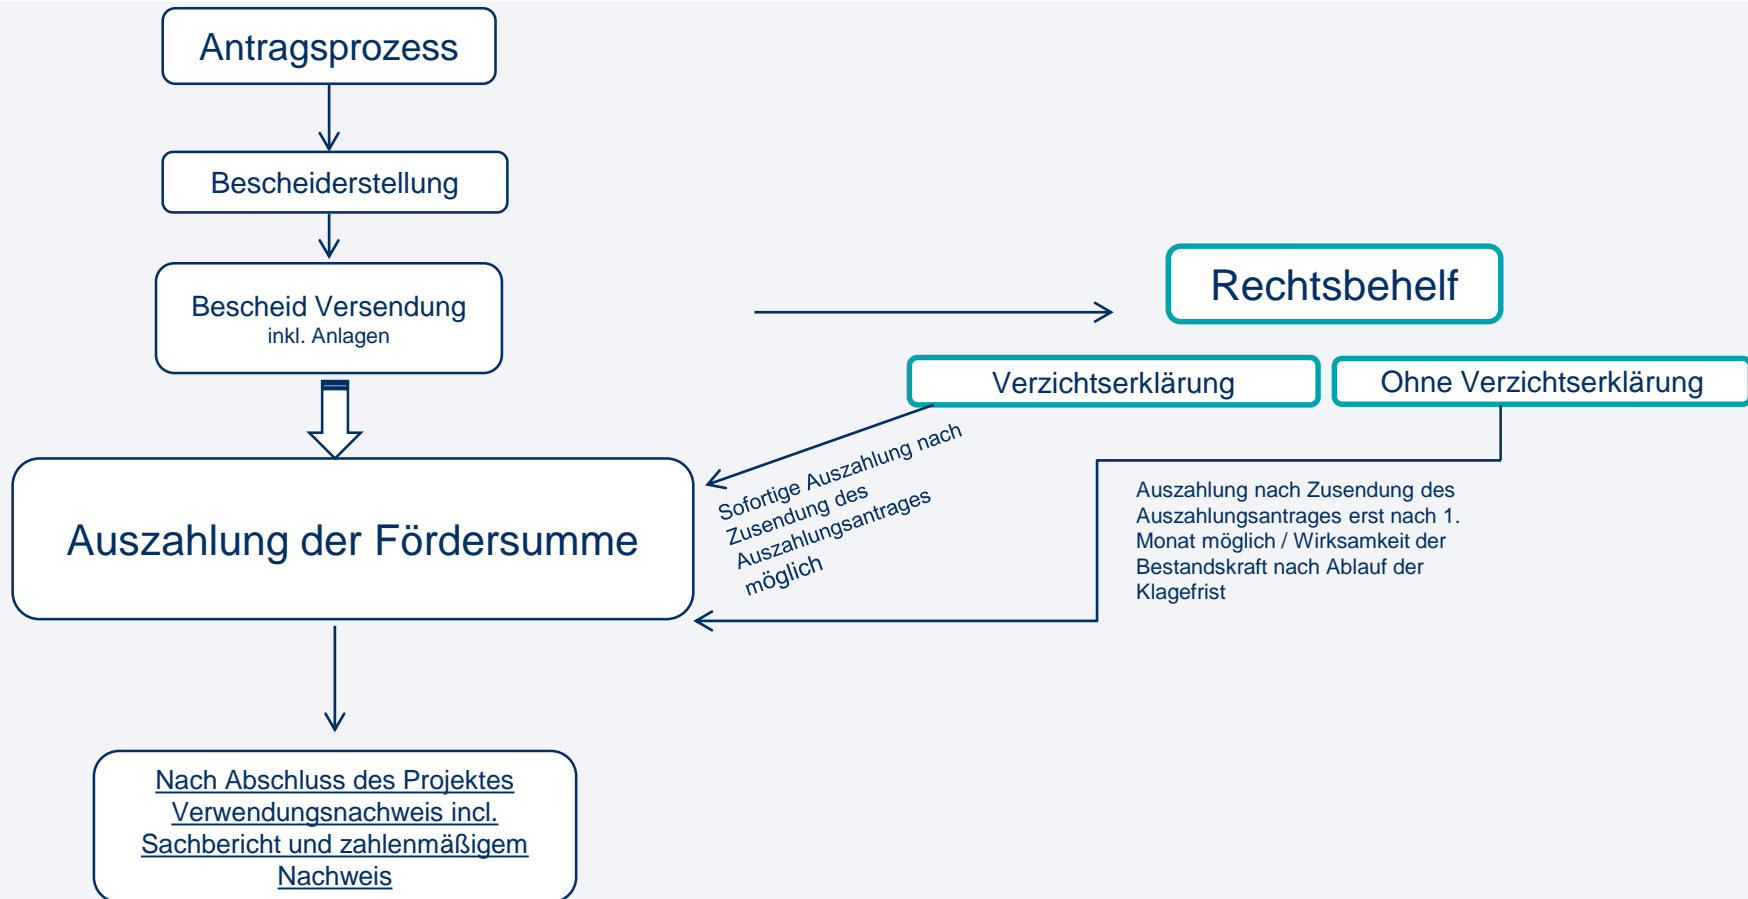 Antragsprozess
Bescheiderstellung
Bescheid Versendung
inkl. Anlagen
Rechtsbehelf
Verzichtserklärung
Ohne Verzichtserklärung
Sofortige Auszahlung nach
Zusendung des
Auszahlungsantrages
möglich
Auszahlung nach Zusendung des
Auszahlungsantrages erst nach 1.
Monat möglich / Wirksamkeit der
Bestandskraft nach Ablauf der
Klagefrist
Auszahlung der Fördersumme
Nach Abschluss des Projektes
Verwendungsnachweis incl.
Sachbericht und zahlenmäßigem
Nachweis